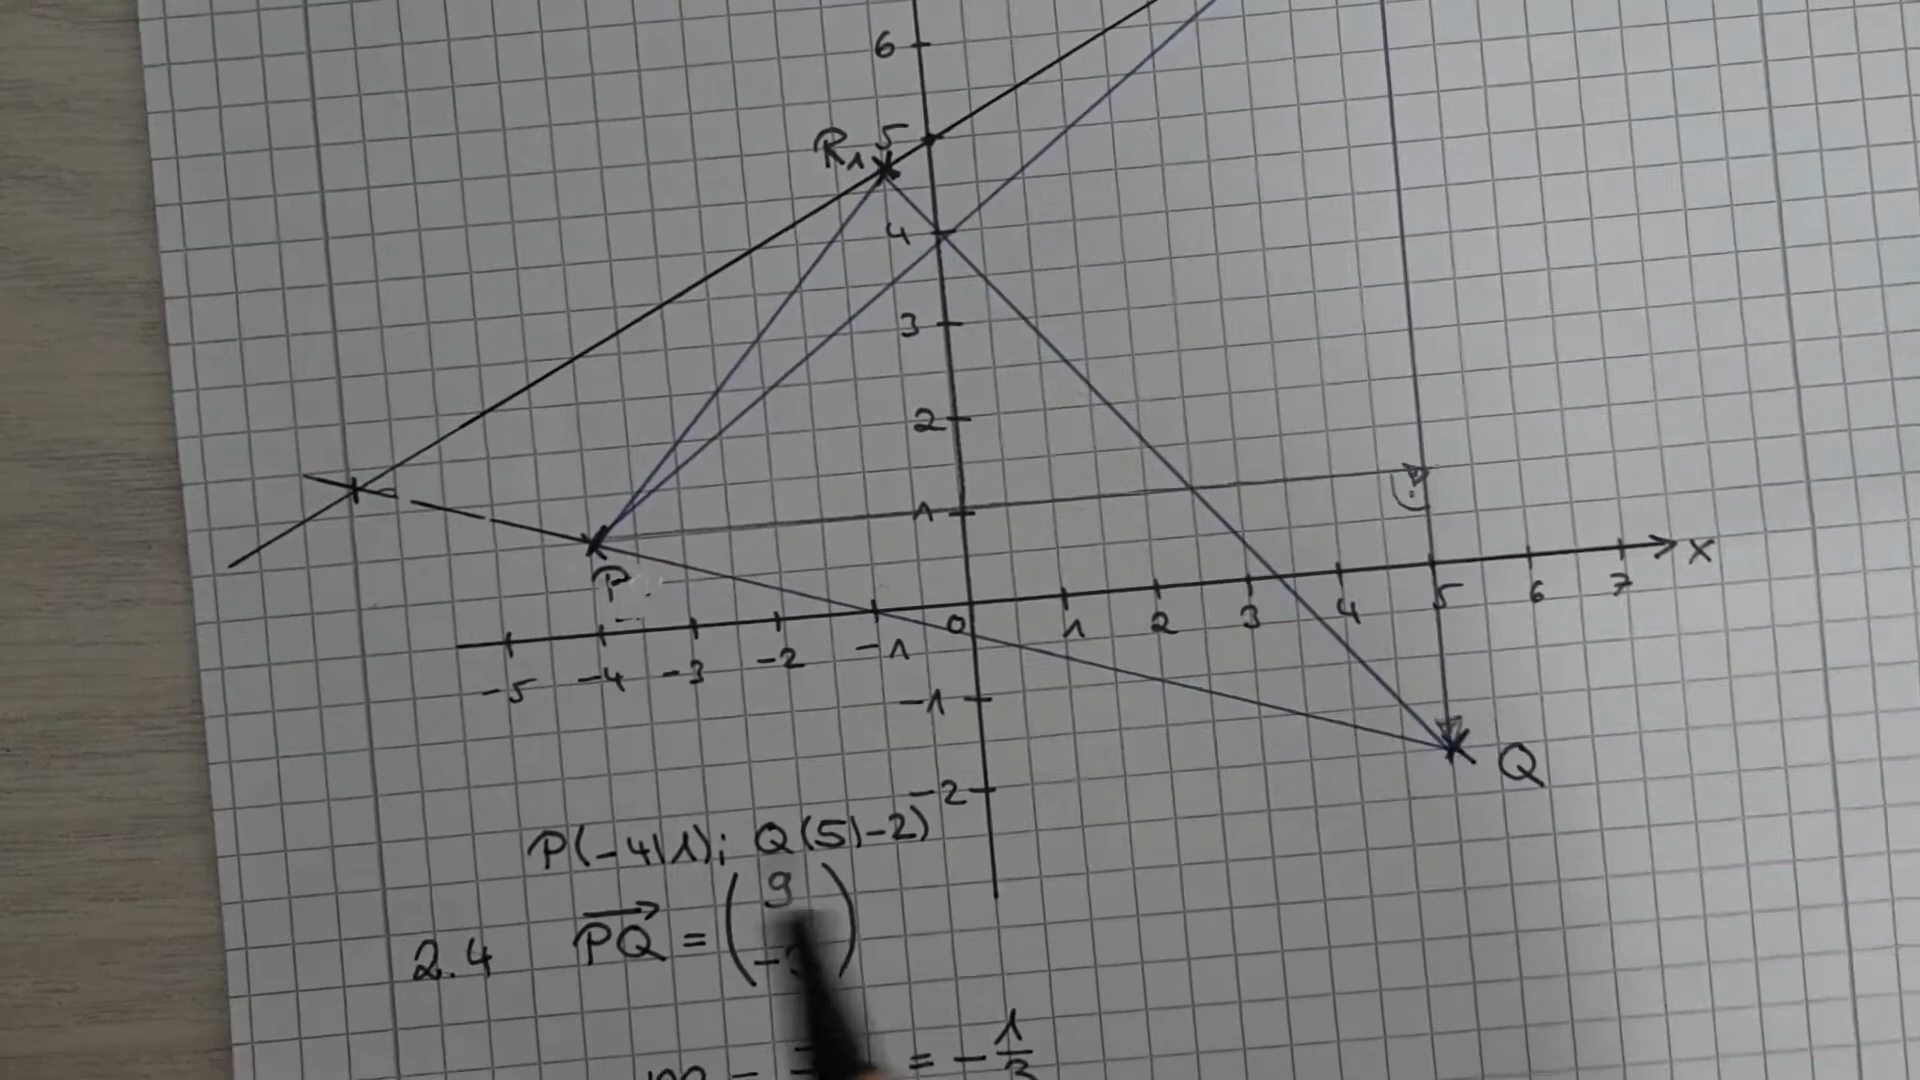 6
R₁ 5
4
3
2
1
P
x
-5 -4 -3 -2 -1 0 1 2 3 4 5 6 7
-1
Q
-2
P(-4|1); Q(5|-2)
2.4 PQ = (9
= -1